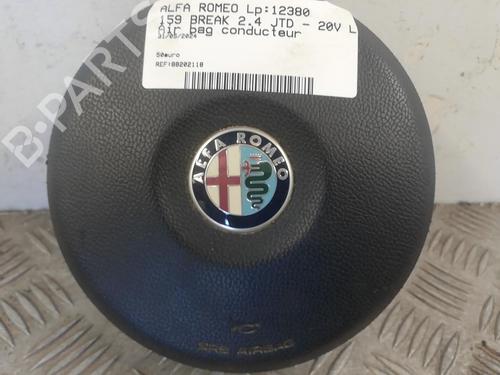 ALFA ROMEO Lp:12380
159 BREAK 2.4 JTD - 20V L
Air bag conducteur
31/05/2024
50euro
REF:00202110
B-PARTS
ALFA ROMEO
SRS AIRBAG